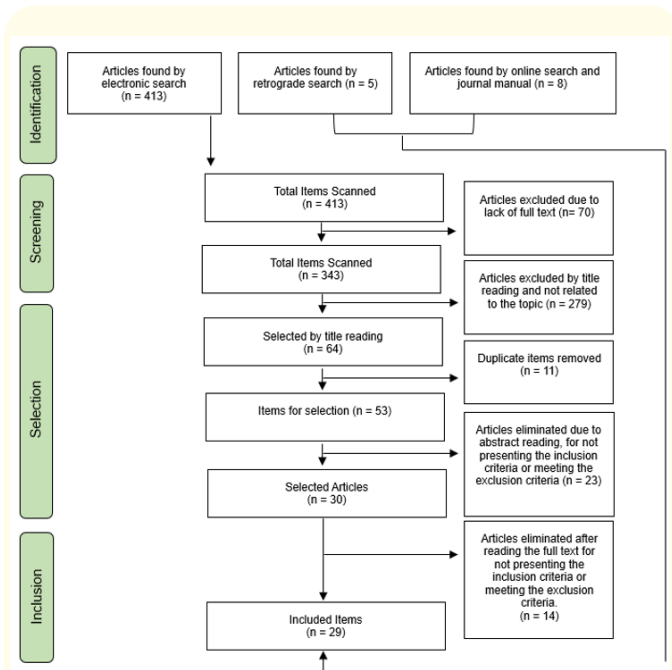 Identification
Articles found by
electronic search
(n = 413)
Articles found by
retrograde search (n = 5)
Articles found by online search and
journal manual (n = 8)
Screening
Total Items Scanned
(n = 413)
Articles excluded due to
lack of full text (n= 70)
Total Items Scanned
(n = 343)
Articles excluded by title
reading and not related
to the topic (n = 279)
Selection
Selected by title reading
(n = 64)
Duplicate items removed
(n = 11)
Items for selection (n = 53)
Articles eliminated due to
abstract reading, for not
presenting the inclusion
criteria or meeting the
exclusion criteria (n = 23)
Selected Articles
(n = 30)
Inclusion
Articles eliminated after
reading the full text for
not presenting the
inclusion criteria or
meeting the exclusion
criteria.
(n = 14)
Included Items
(n = 29)